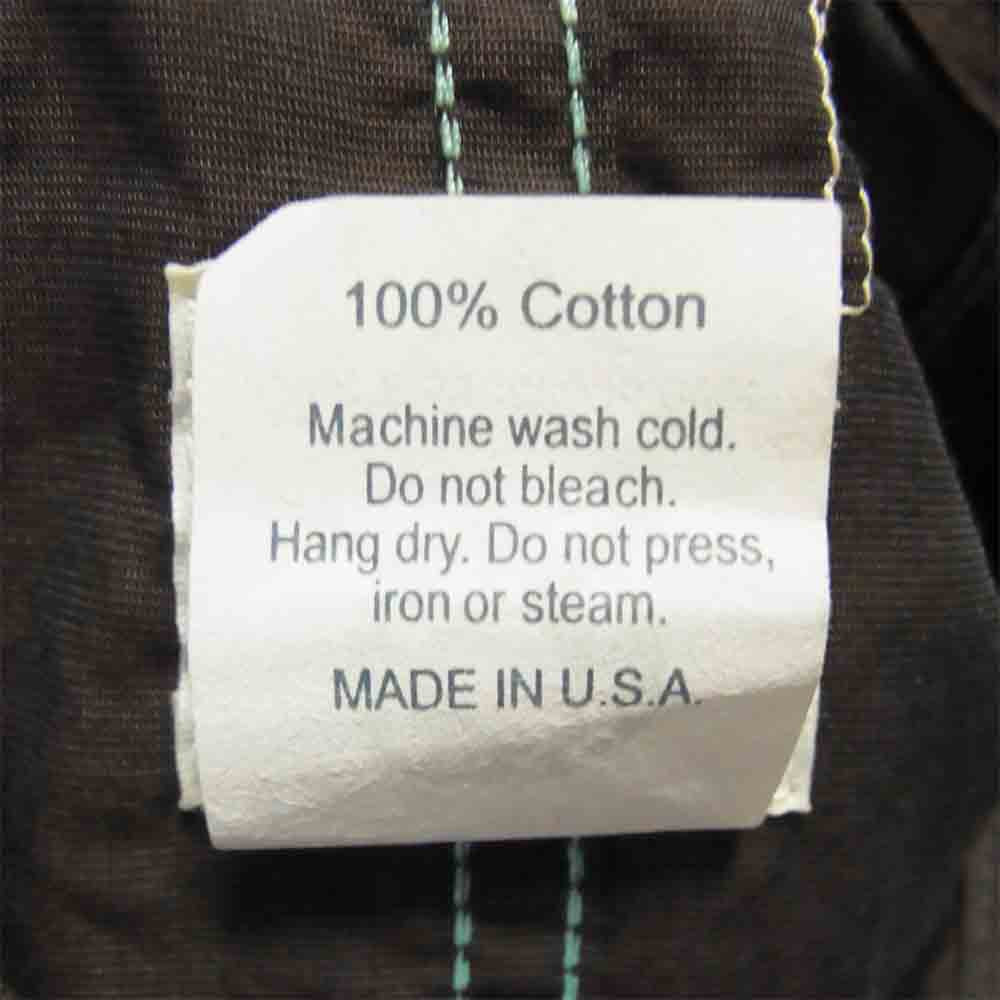 100% Cotton
Machine wash cold.
Do not bleach.
Hang dry. Do not press,
iron or steam.
MADE IN U.S.A.